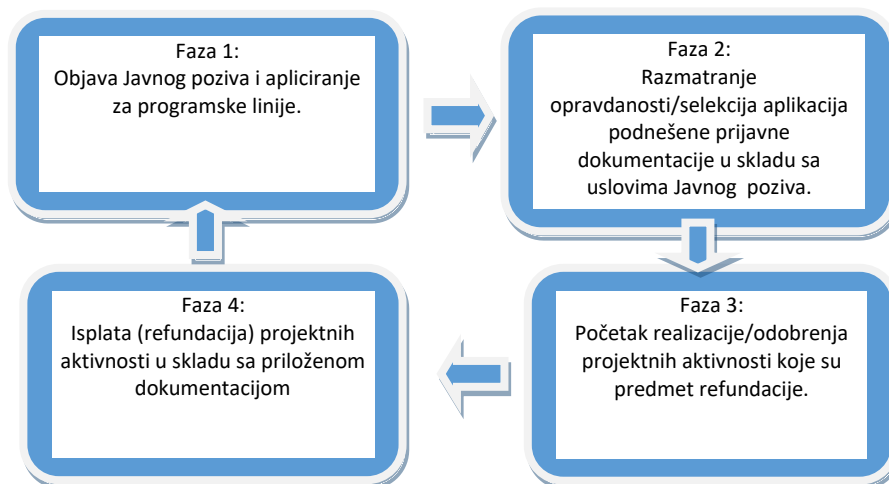 Faza 1:
Objava Javnog poziva i apliciranje
za programske linije.
Faza 2:
Razmatranje
opravdanosti/selekcija aplikacija
podnešene prijavne
dokumentacije u skladu sa
uslovima Javnog poziva.
Faza 3:
Početak realizacije/odobrenja
projektnih aktivnosti koje su
predmet refundacije.
Faza 4:
Isplata (refundacija) projektnih
aktivnosti u skladu sa priloženom
dokumentacijom